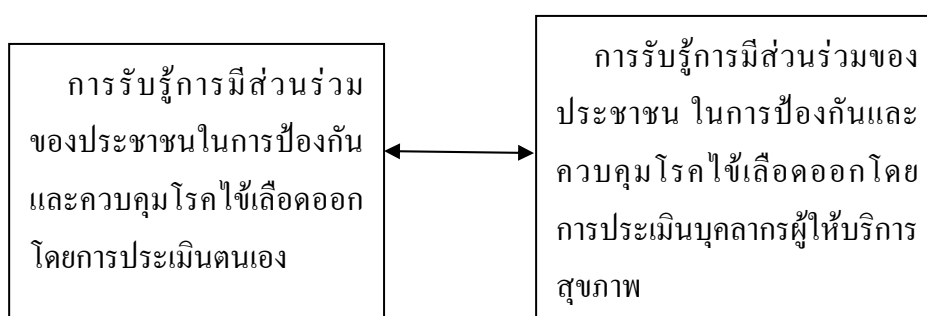 การรับรู้การมีส่วนร่วม
ของประชาชนในการป้องกัน
และควบคุมโรคไข้เลือดออก
โดยการประเมินตนเอง
การรับรู้การมีส่วนร่วมของ
ประชาชน ในการป้องกันและ
ควบคุมโรคไข้เลือดออกโดย
การประเมินบุคลากรผู้ให้บริการ
สุขภาพ